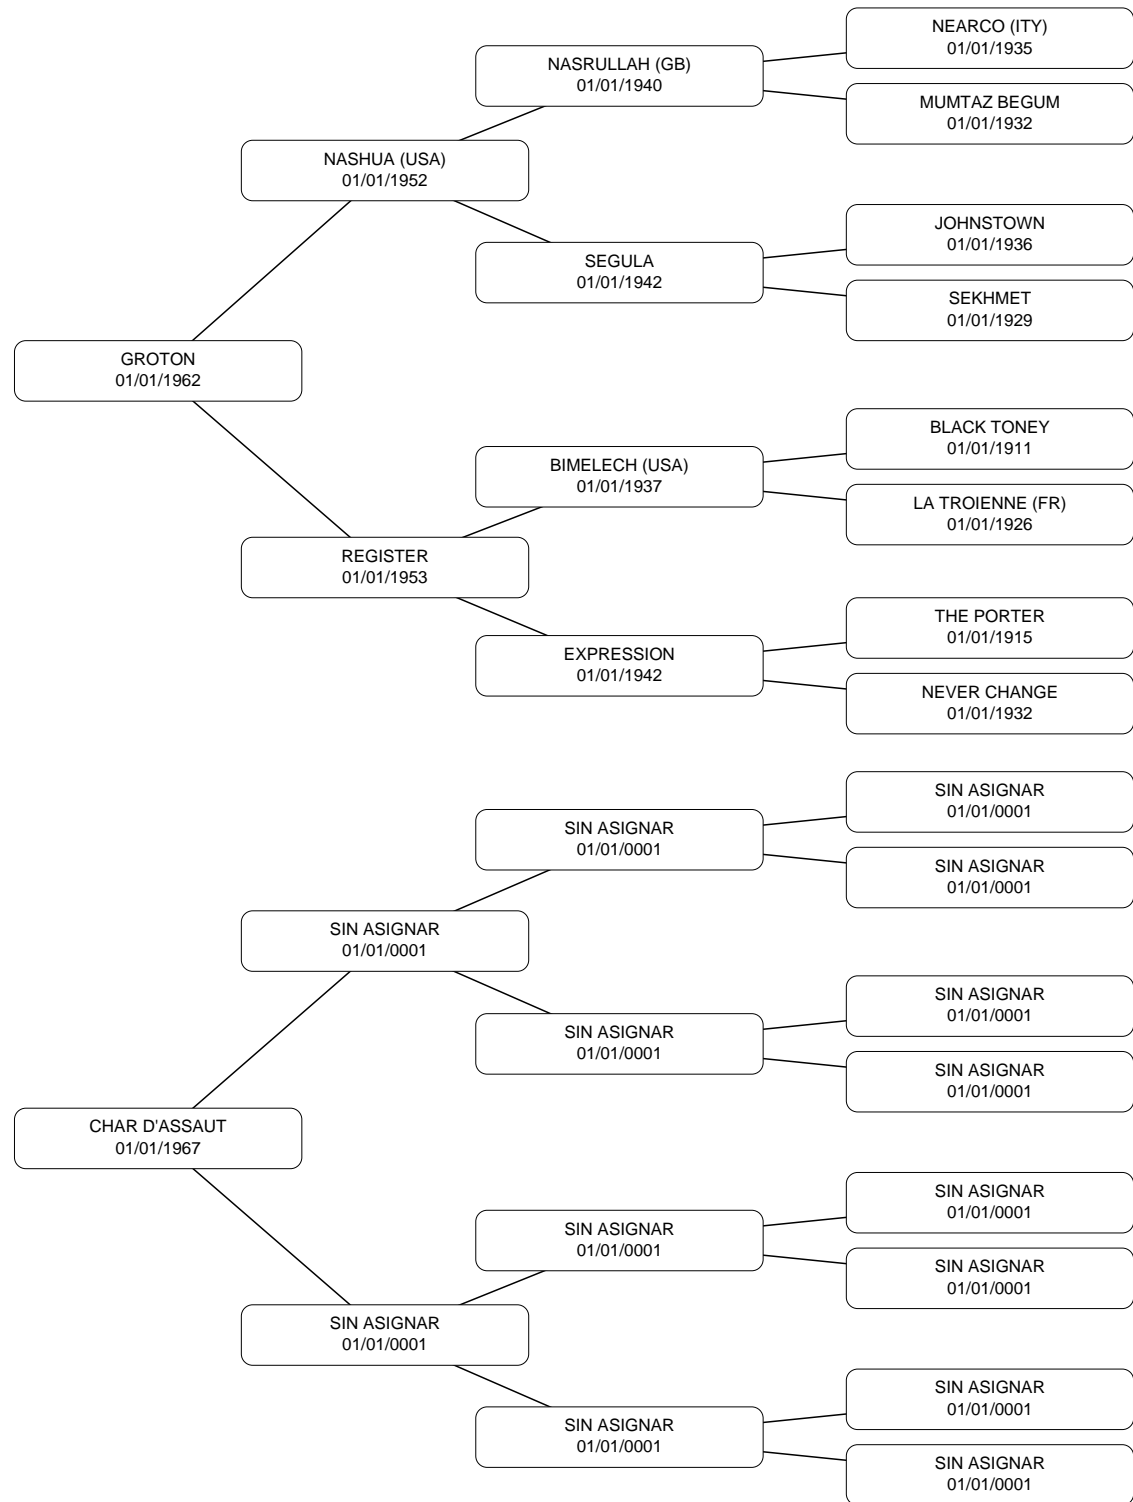 NEARCO (ITY)
01/01/1935
NASRULLAH (GB)
01/01/1940
MUMTAZ BEGUM
01/01/1932
NASHUA (USA)
01/01/1952
JOHNSTOWN
01/01/1936
SEGULA
01/01/1942
SEKHMET
01/01/1929
GROTON
01/01/1962
BLACK TONEY
01/01/1911
BIMELECH (USA)
01/01/1937
LA TROIENNE (FR)
01/01/1926
REGISTER
01/01/1953
THE PORTER
01/01/1915
EXPRESSION
01/01/1942
NEVER CHANGE
01/01/1932
SIN ASIGNAR
01/01/0001
SIN ASIGNAR
01/01/0001
SIN ASIGNAR
01/01/0001
SIN ASIGNAR
01/01/0001
SIN ASIGNAR
01/01/0001
SIN ASIGNAR
01/01/0001
SIN ASIGNAR
01/01/0001
CHAR D'ASSAUT
01/01/1967
SIN ASIGNAR
01/01/0001
SIN ASIGNAR
01/01/0001
SIN ASIGNAR
01/01/0001
SIN ASIGNAR
01/01/0001
SIN ASIGNAR
01/01/0001
SIN ASIGNAR
01/01/0001
SIN ASIGNAR
01/01/0001